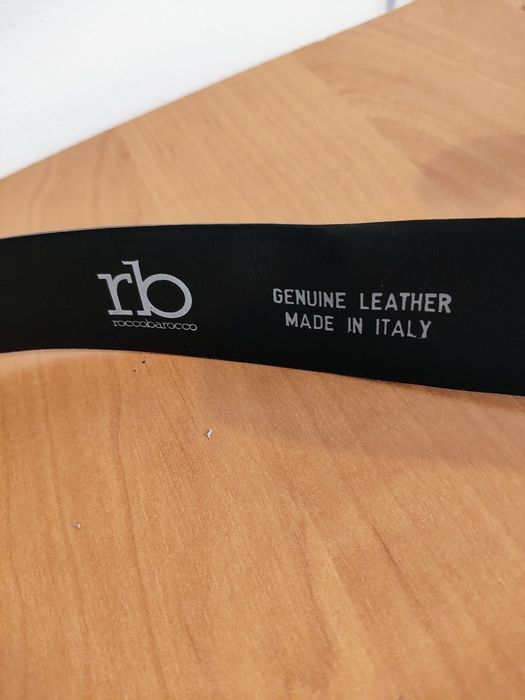 rb
roccobarocco
GENUINE LEATHER
MADE IN ITALY